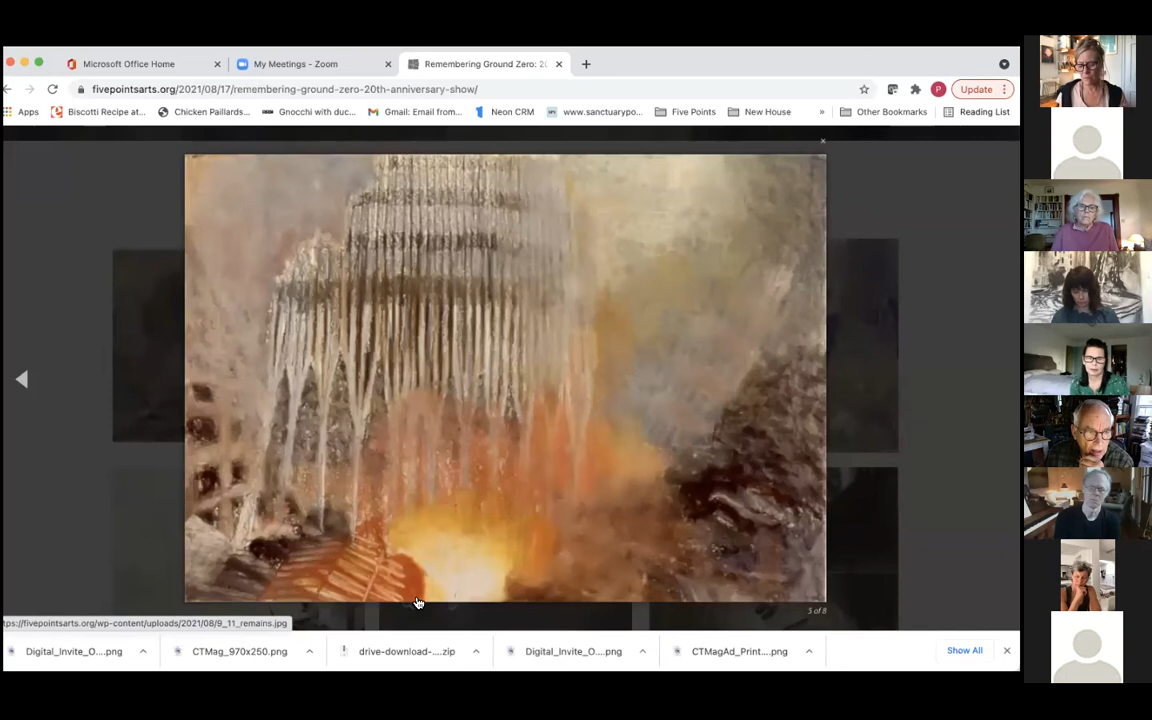 Microsoft Office Home
My Meetings - Zoom
Remembering Ground Zero: 20
fivepointsarts.org/2021/08/17/remembering-ground-zero-20th-anniversary-show/
P
Update
Apps
Biscotti Recipe at...
Chicken Paillards...
Gnocchi with duc...
Gmail: Email from...
Neon CRM
www.sanctuarypo...
Five Points
New House
»
Other Bookmarks
Reading List
5 of 8
tps://fivepointsarts.org/wp-content/uploads/2021/08/9_11_remains.jpg
Digital_Invite_O....png
CTMag_970x250.png
drive-download-....zip
Digital_Invite_O....png
CTMagAd_Print....png
Show All